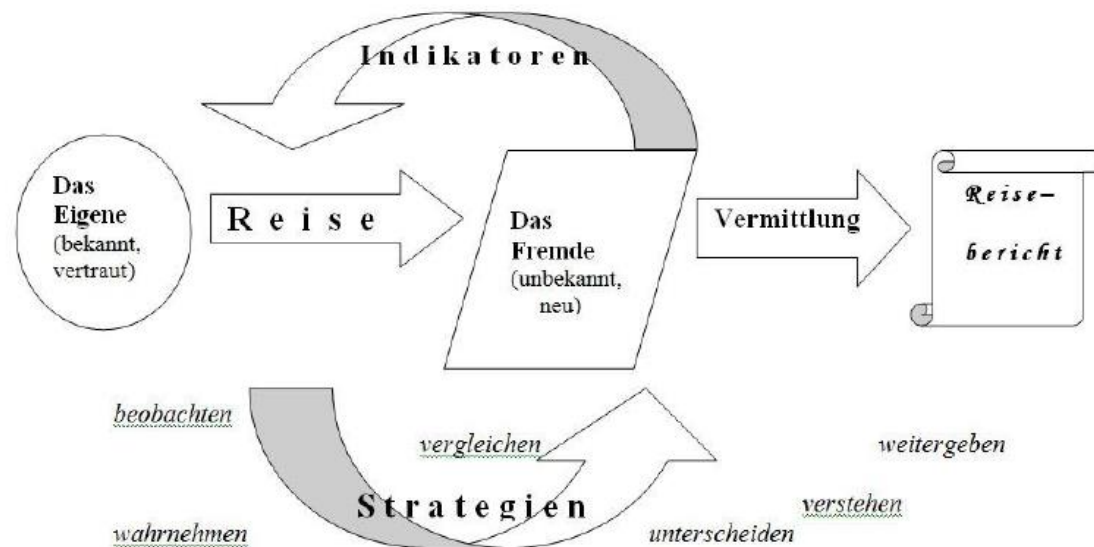 Indikatoren
Das
Eigene
(bekannt,
vertraut)
Reise
Das
Fremde
(unbekannt,
neu)
Vermittlung
Reise-
bericht
beobachten
vergleichen
weitergeben
Strategien
verstehen
wahrnehmen
unterscheiden